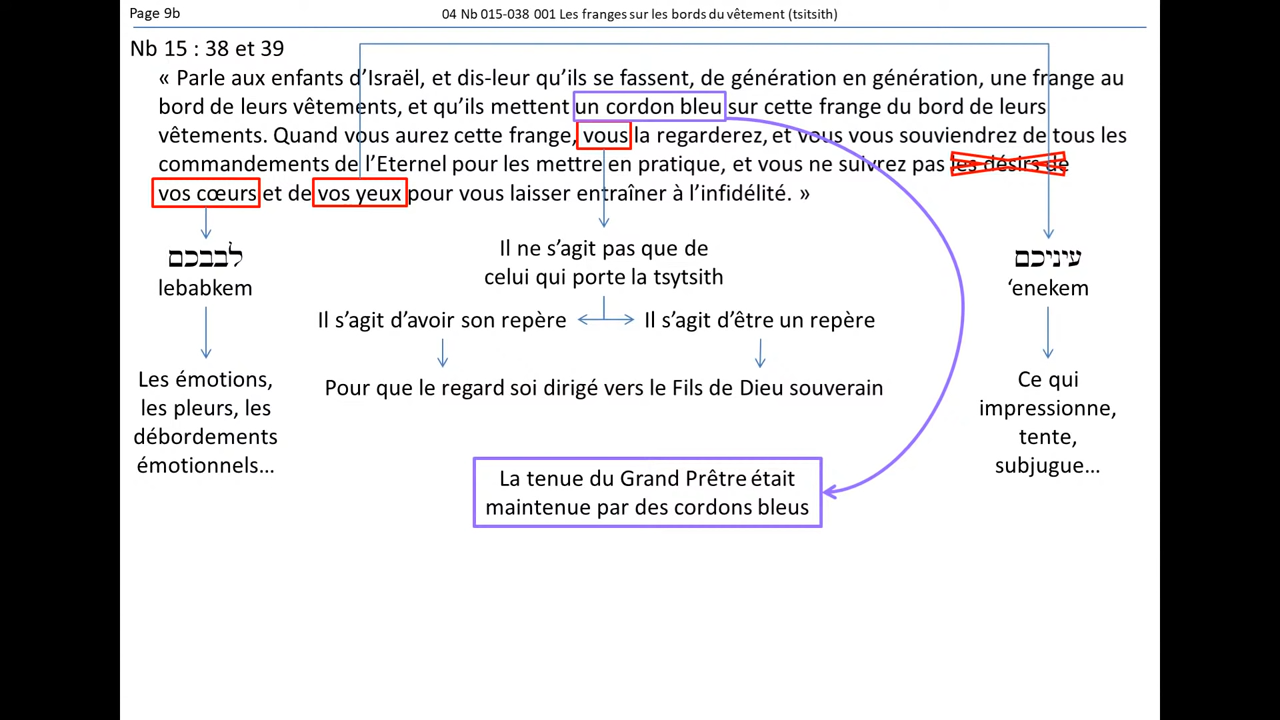 Page 9b
04 Nb 015-038 001 Les franges sur les bords du vêtement (tsitsith)
Nb 15 : 38 et 39
« Parle aux enfants d’Israël, et dis-leur qu’ils se fassent, de génération en génération, une frange au
bord de leurs vêtements, et qu’ils mettent un cordon bleu sur cette frange du bord de leurs
vêtements. Quand vous aurez cette frange, vous la regarderez, et vous vous souviendrez de tous les
commandements de l’Eternel pour les mettre en pratique, et vous ne suivrez pas les désirs de
vos cœurs et de vos yeux pour vous laisser entraîner à l’infidélité. »
לבבכם
lebabkem
Les émotions,
les pleurs, les
débordements
émotionnels…
Il ne s’agit pas que de
celui qui porte la tsytsith
Il s’agit d’avoir son repère
Il s’agit d’être un repère
Pour que le regard soi dirigé vers le Fils de Dieu souverain
La tenue du Grand Prêtre était
maintenue par des cordons bleus
עיניכם
‘enekem
Ce qui
impressionne,
tente,
subjugue…